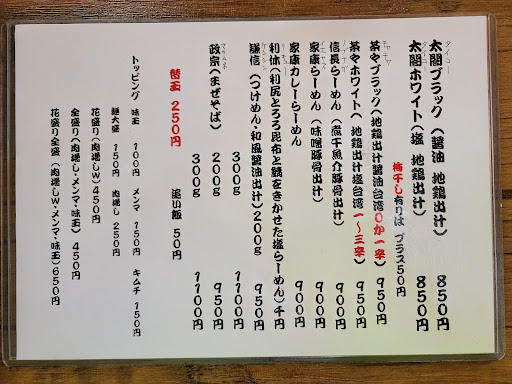 太閤ブラック（醤油 地鶏出汁） 850円
太閤ホワイト（塩 地鶏出汁） 850円
梅干し有りは プラス50円
茶々ブラック（地鶏出汁醤油台湾0か一辛） 950円
茶々ホワイト（地鶏出汁塩台湾一～三辛） 950円
信長らーめん（煮干魚介豚骨出汁） 900円
家康らーめん（味噌豚骨出汁） 900円
家康カレーらーめん 900円
利休（利尻とろろ昆布と鯖をきかせた塩らーめん）千円
謙信（つけめん和風醤油出汁）200g 950円
300g 1100円
政宗（まぜそば） 200g 950円
300g 1100円
替玉 250円 追い飯 50円
トッピング 味玉 100円 メンマ 150円 キムチ 150円
麺大盛 150円 肉増し 250円
花盛り（肉増しW）450円
全盛り（肉増し・メンマ・味玉）450円
花盛り全盛（肉増しW・メンマ・味玉）650円